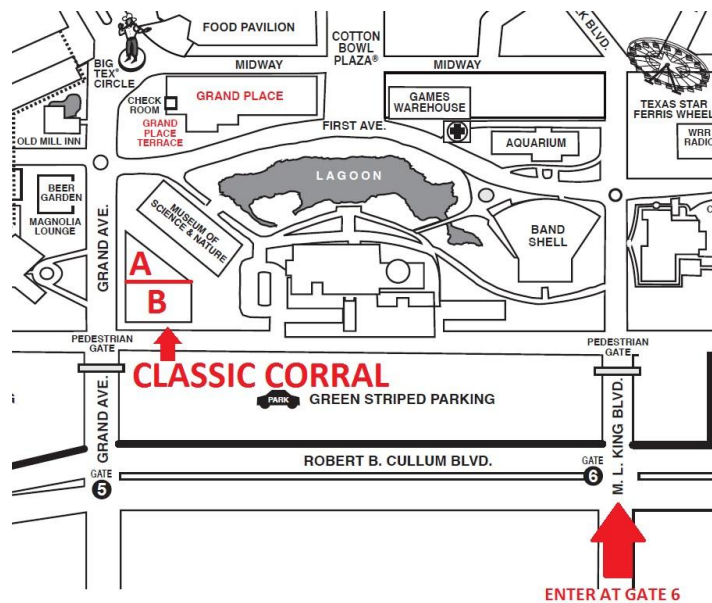 FOOD PAVILION
COTTON
BOWL
PLAZA®
BLVD.
BIG
TEX®
CIRCLE
MIDWAY
MIDWAY
CHECK
ROOM
GRAND PLACE
GAMES
WAREHOUSE
TEXAS STAR
FERRIS WHEEL
GRAND
PLACE
TERRACE
FIRST AVE.
OLD MILL INN
AQUARIUM
WRR
RADIO
LAGOON
BEER
GARDEN
MAGNOLIA
LOUNGE
GRAND AVE.
MUSEUM OF
SCIENCE & NATURE
BAND
SHELL
A
B
PEDESTRIAN
GATE
PEDESTRIAN
GATE
CLASSIC CORRAL
PARK
GREEN STRIPED PARKING
GRAND AVE.
M. L. KING BLVD.
ROBERT B. CULLUM BLVD.
GATE
5
GATE
6
ENTER AT GATE 6